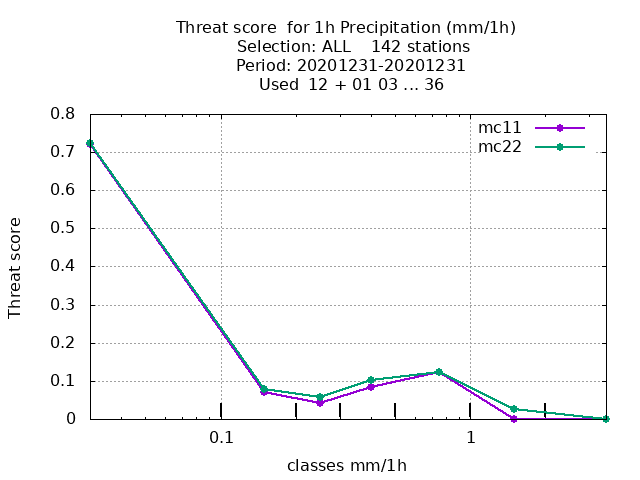 Threat score  for 1h Precipitation (mm/1h)
Selection: ALL    142 stations
Period: 20201231-20201231
Used  12 + 01 03 ... 36
mc11
mc22
0.8
0.7
0.6
0.5
0.4
0.3
0.2
0.1
0
Threat score
0.1
1
classes mm/1h